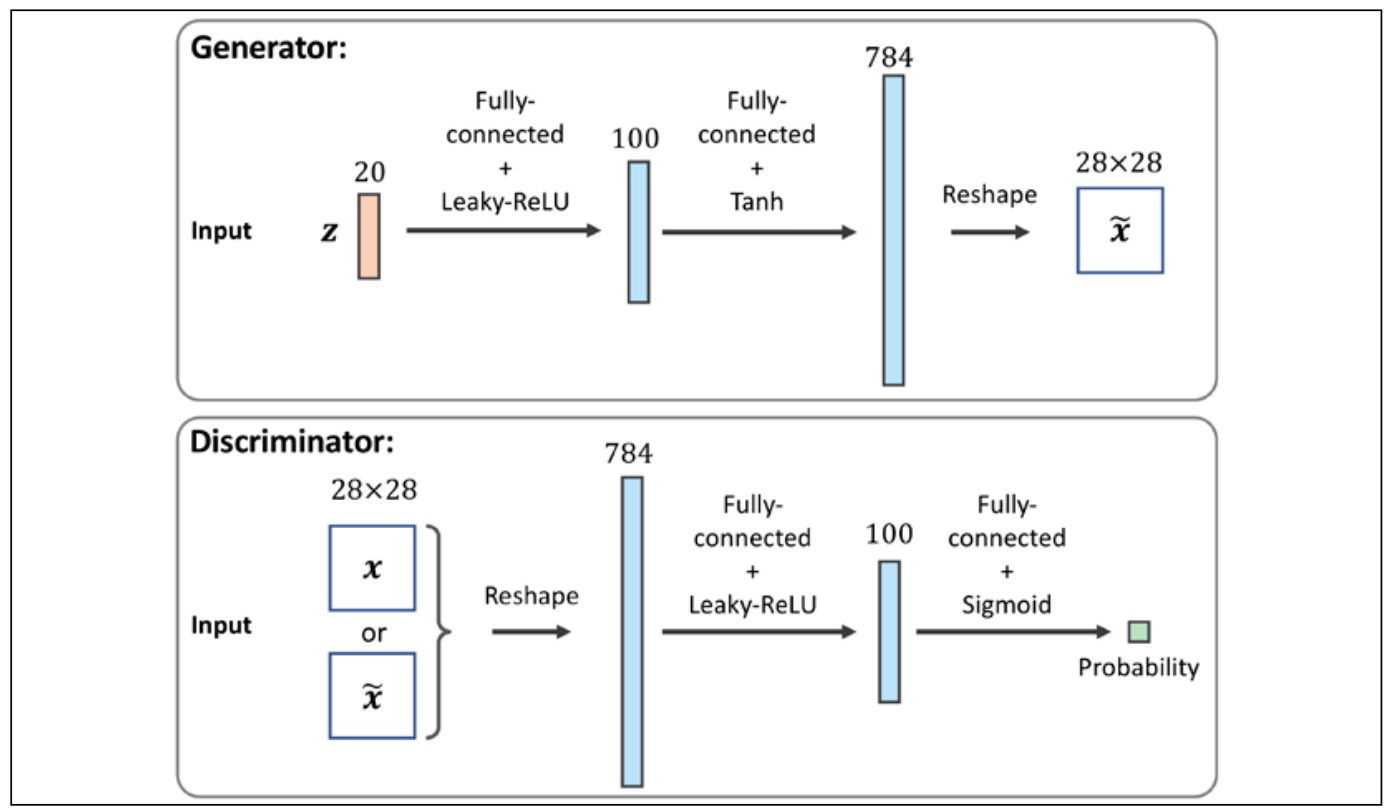 Generator:
784
Fully-
connected
+
Leaky-ReLU
Fully-
connected
+
Tanh
20
100
28×28
Reshape
Input
z
x̃
Discriminator:
28×28
784
Fully-
connected
+
Leaky-ReLU
100
Fully-
connected
+
Sigmoid
x
Reshape
Input
or
x̃
Probability